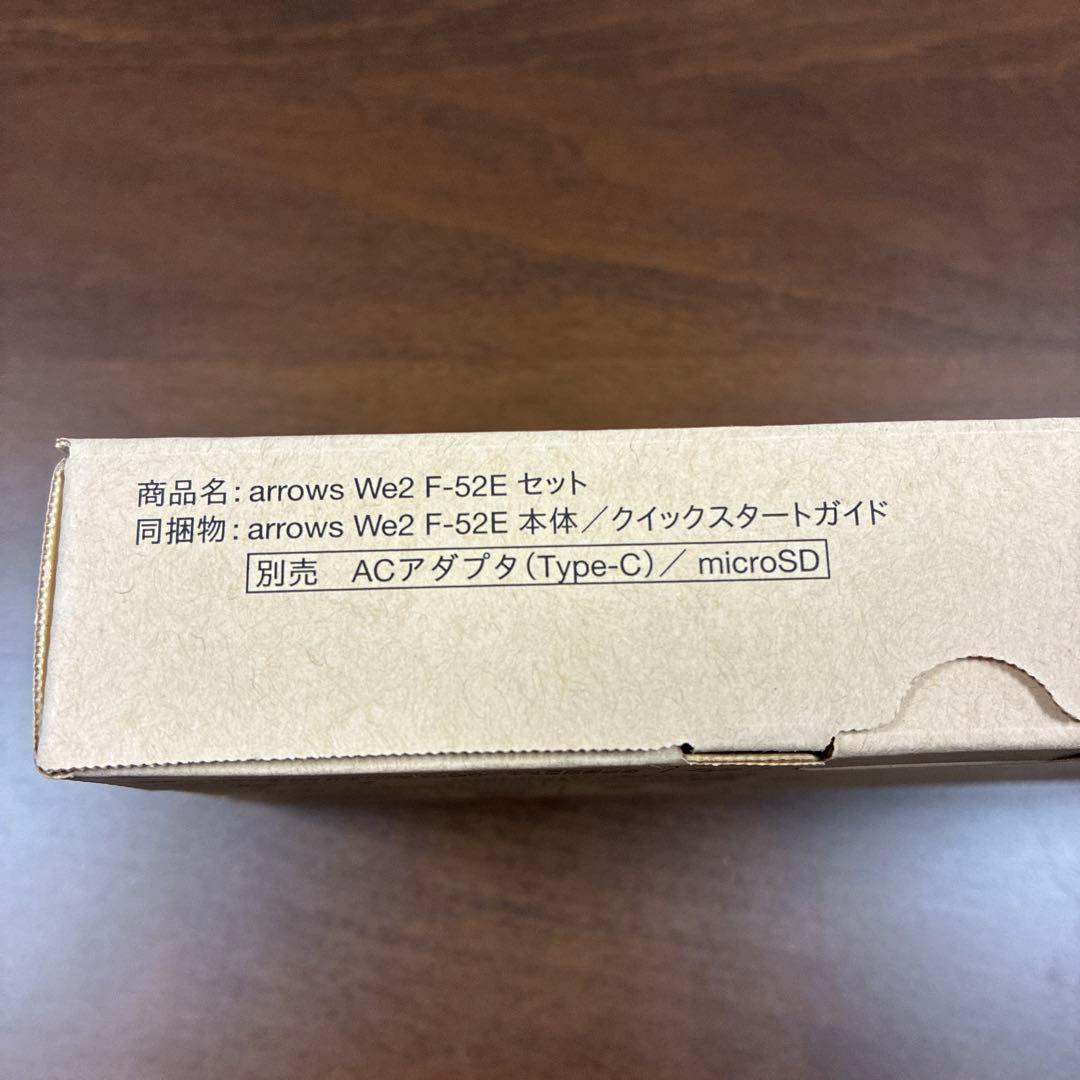 商品名：arrows We2 F-52E セット
同捆物：arrows We2 F-52E 本体／クイックスタートガイド
別売　ACアダプタ（Type-C）／ microSD